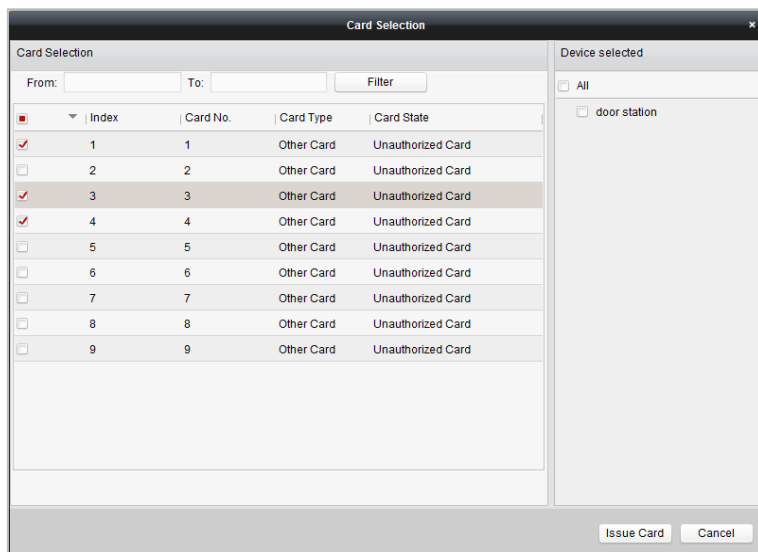 Card Selection
Card Selection
Device selected
From: To: Filter
All
Index Card No. Card Type Card State
door station
1 1 Other Card Unauthorized Card
2 2 Other Card Unauthorized Card
3 3 Other Card Unauthorized Card
4 4 Other Card Unauthorized Card
5 5 Other Card Unauthorized Card
6 6 Other Card Unauthorized Card
7 7 Other Card Unauthorized Card
8 8 Other Card Unauthorized Card
9 9 Other Card Unauthorized Card
Issue Card Cancel